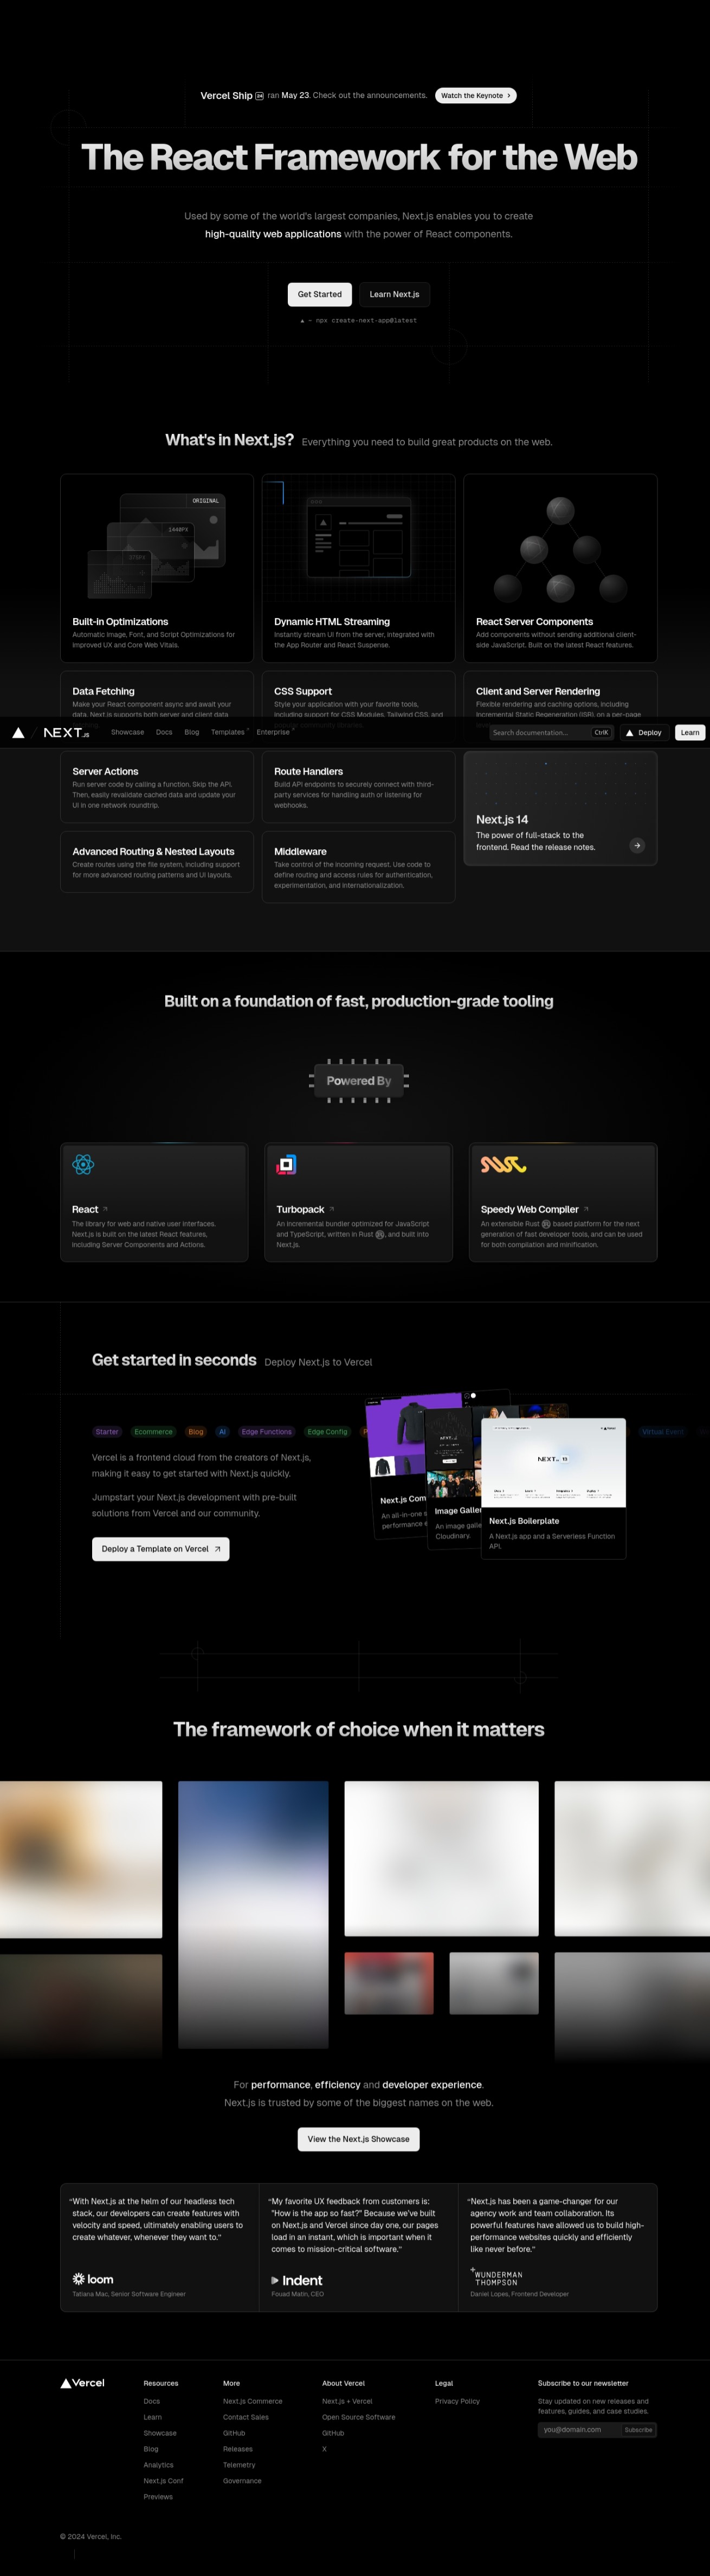 Vercel Ship 24 ran May 23. Check out the announcements. Watch the Keynote
The React Framework for the Web
Used by some of the world's largest companies, Next.js enables you to create
high-quality web applications with the power of React components.
Get Started Learn Next.js
▲ ~ npx create-next-app@latest
What's in Next.js? Everything you need to build great products on the web.
ORIGINAL
1440PX
Built-in Optimizations
Automatic Image, Font, and Script Optimizations for
improved UX and Core Web Vitals.
Dynamic HTML Streaming
Instantly stream UI from the server, integrated with
the App Router and React Suspense.
React Server Components
Add components without sending additional client-
side JavaScript. Built on the latest React features.
Data Fetching
Make your React component async and await your
data. Next.js supports both server and client data
CSS Support
Style your application with your favorite tools,
including support for CSS Modules, Tailwind CSS, and
Client and Server Rendering
Flexible rendering and caching options, including
Incremental Static Regeneration (ISR), on a per-page
NEXT.JS Showcase Docs Blog Templates Enterprise Search documentation... CtrlK Deploy Learn
Server Actions
Run server code by calling a function. Skip the API.
Then, easily revalidate cached data and update your
UI in one network roundtrip.
Route Handlers
Build API endpoints to securely connect with third-
party services for handling auth or listening for
webhooks.
Next.js 14
The power of full-stack to the
frontend. Read the release notes.
Advanced Routing & Nested Layouts
Create routes using the file system, including support
for more advanced routing patterns and UI layouts.
Middleware
Take control of the incoming request. Use code to
define routing and access rules for authentication,
experimentation, and internationalization.
Built on a foundation of fast, production-grade tooling
Powered By
React
The library for web and native user interfaces.
Next.js is built on the latest React features,
including Server Components and Actions.
Turbopack
An incremental bundler optimized for JavaScript
and TypeScript, written in Rust, and built into
Next.js.
Speedy Web Compiler
An extensible Rust based platform for the next
generation of fast developer tools, and can be used
for both compilation and minification.
Get started in seconds Deploy Next.js to Vercel
Starter Ecommerce Blog AI Edge Functions Edge Config Virtual Event
Vercel is a frontend cloud from the creators of Next.js,
making it easy to get started with Next.js quickly.
Jumpstart your Next.js development with pre-built
solutions from Vercel and our community.
Deploy a Template on Vercel
Next.js Com
An all-in-one s
performance e
Image Galler
An image galle
Cloudinary.
NEXT.JS 13
Next.js Boilerplate
A Next.js app and a Serverless Function
API.
The framework of choice when it matters
For performance, efficiency and developer experience.
Next.js is trusted by some of the biggest names on the web.
View the Next.js Showcase
“With Next.js at the helm of our headless tech
stack, our developers can create features with
velocity and speed, ultimately enabling users to
create whatever, whenever they want to.”
loom
Tatiana Mac, Senior Software Engineer
“My favorite UX feedback from customers is:
"How is the app so fast?" Because we've built
on Next.js and Vercel since day one, our pages
load in an instant, which is important when it
comes to mission-critical software.”
Indent
Fouad Matin, CEO
“Next.js has been a game-changer for our
agency work and team collaboration. Its
powerful features have allowed us to build high-
performance websites quickly and efficiently
like never before.”
WUNDERMAN
THOMPSON
Daniel Lopes, Frontend Developer
Vercel
Resources
Docs
Learn
Showcase
Blog
Analytics
Next.js Conf
Previews
More
Next.js Commerce
Contact Sales
GitHub
Releases
Telemetry
Governance
About Vercel
Next.js + Vercel
Open Source Software
GitHub
X
Legal
Privacy Policy
Subscribe to our newsletter
Stay updated on new releases and
features, guides, and case studies.
you@domain.com Subscribe
© 2024 Vercel, Inc.